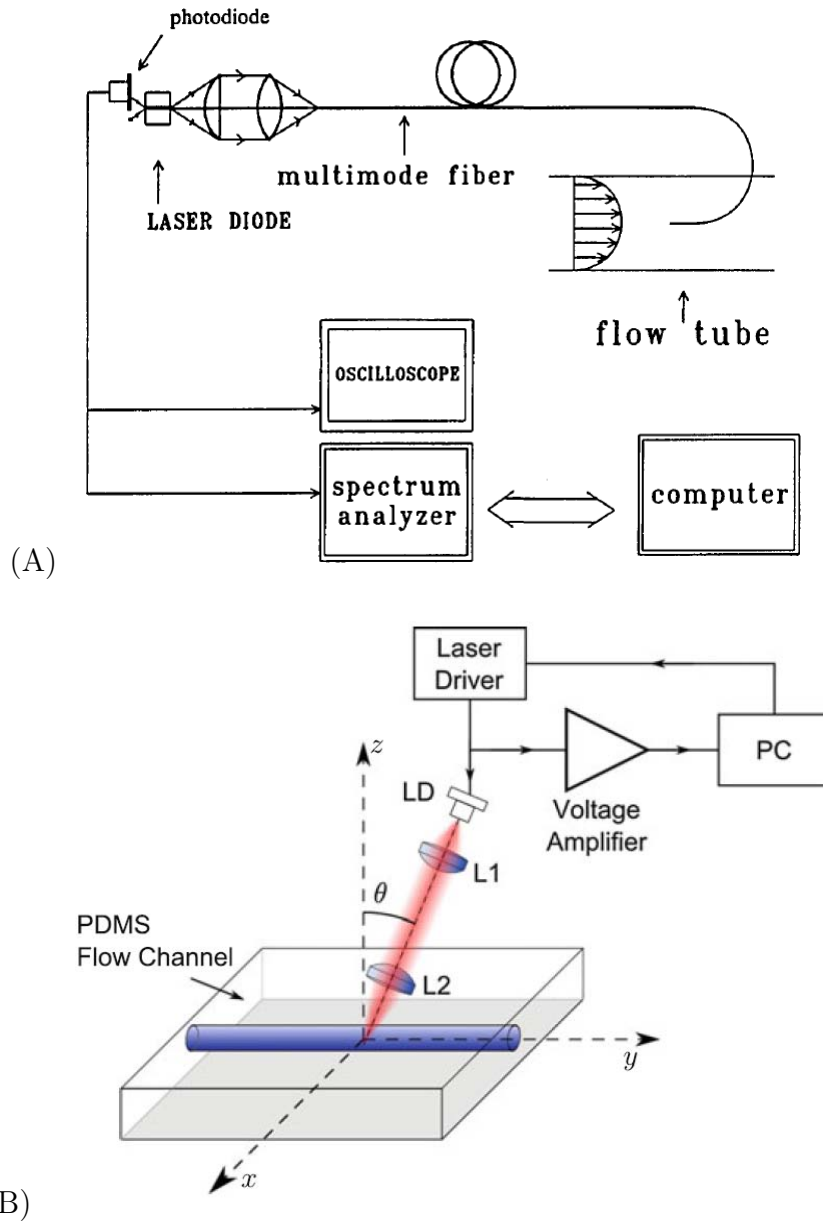 photodiode
multimode fiber
LASER DIODE
flow tube
OSCILLOSCOPE
spectrum
analyzer
computer
(A)
Laser
Driver
z
LD
PC
Voltage
Amplifier
L1
θ
PDMS
Flow Channel
L2
y
x
B)